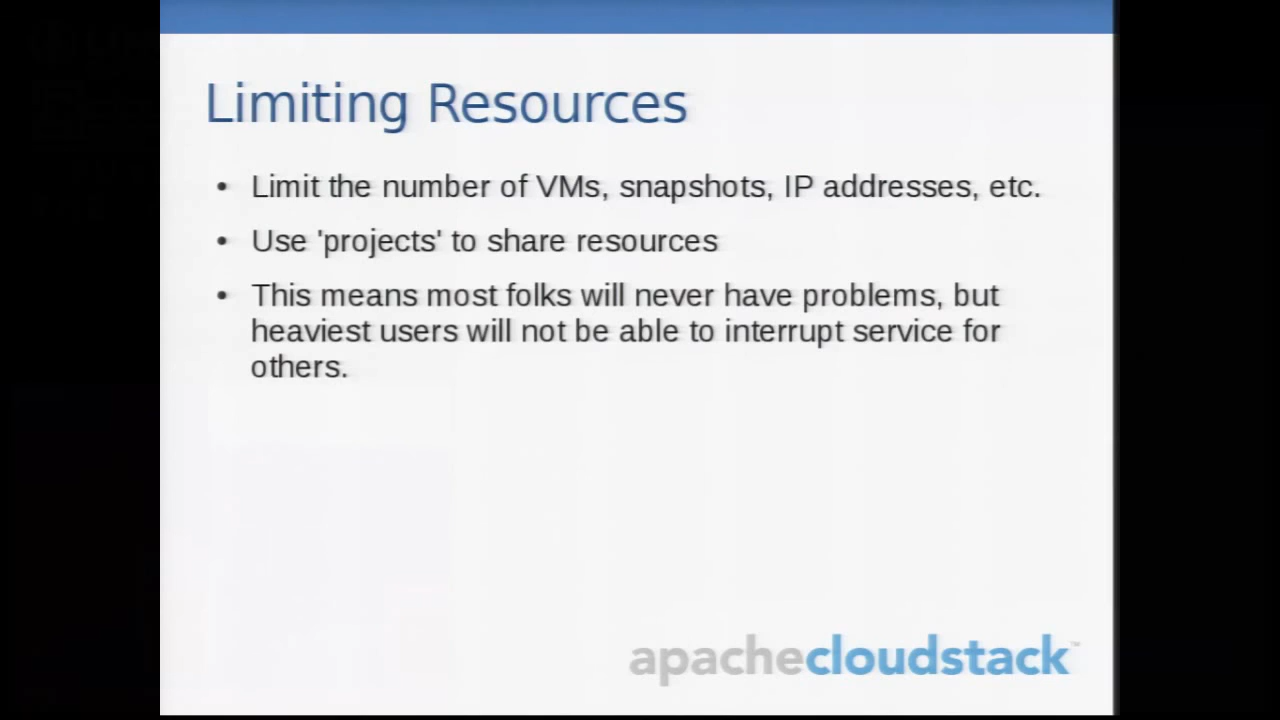 Limiting Resources
• Limit the number of VMs, snapshots, IP addresses, etc.
• Use 'projects' to share resources
• This means most folks will never have problems, but
heaviest users will not be able to interrupt service for
others.
apachecloudstack™